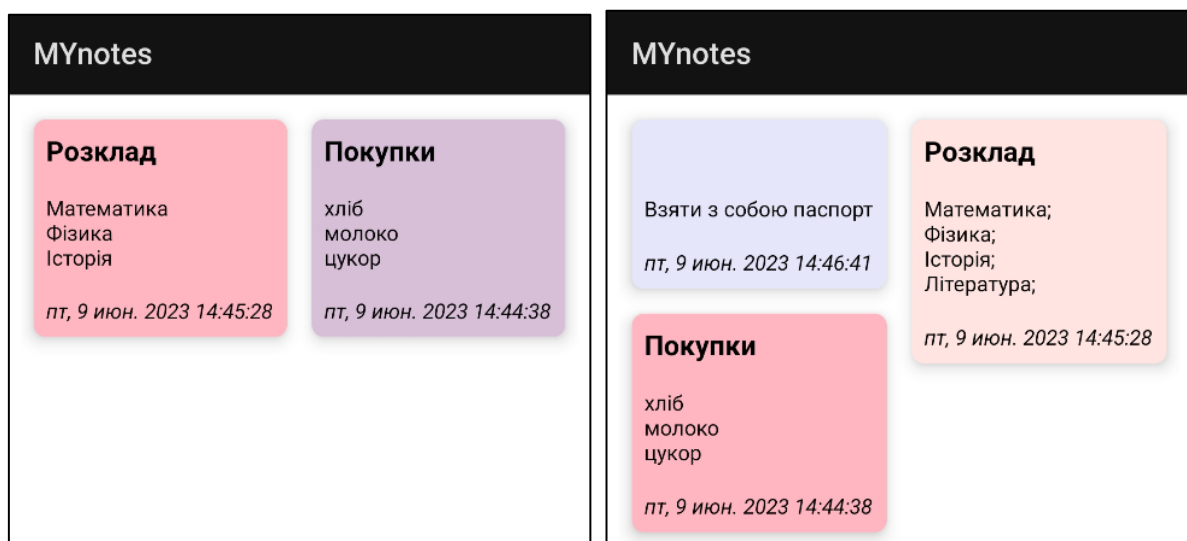 MYnotes
Розклад
Математика
Фізика
Історія
пт, 9 июн. 2023 14:45:28
Покупки
хліб
молоко
цукор
пт, 9 июн. 2023 14:44:38
MYnotes
Взяти з собою паспорт
пт, 9 июн. 2023 14:46:41
Розклад
Математика;
Фізика;
Історія;
Література;
пт, 9 июн. 2023 14:45:28
Покупки
хліб
молоко
цукор
пт, 9 июн. 2023 14:44:38